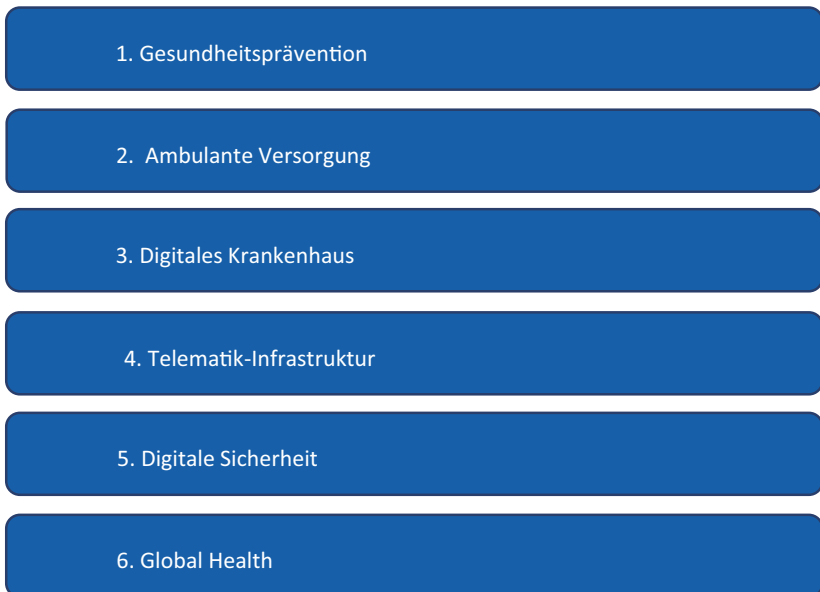 1. Gesundheitsprävention
2. Ambulante Versorgung
3. Digitales Krankenhaus
4. Telematik-Infrastruktur
5. Digitale Sicherheit
6. Global Health